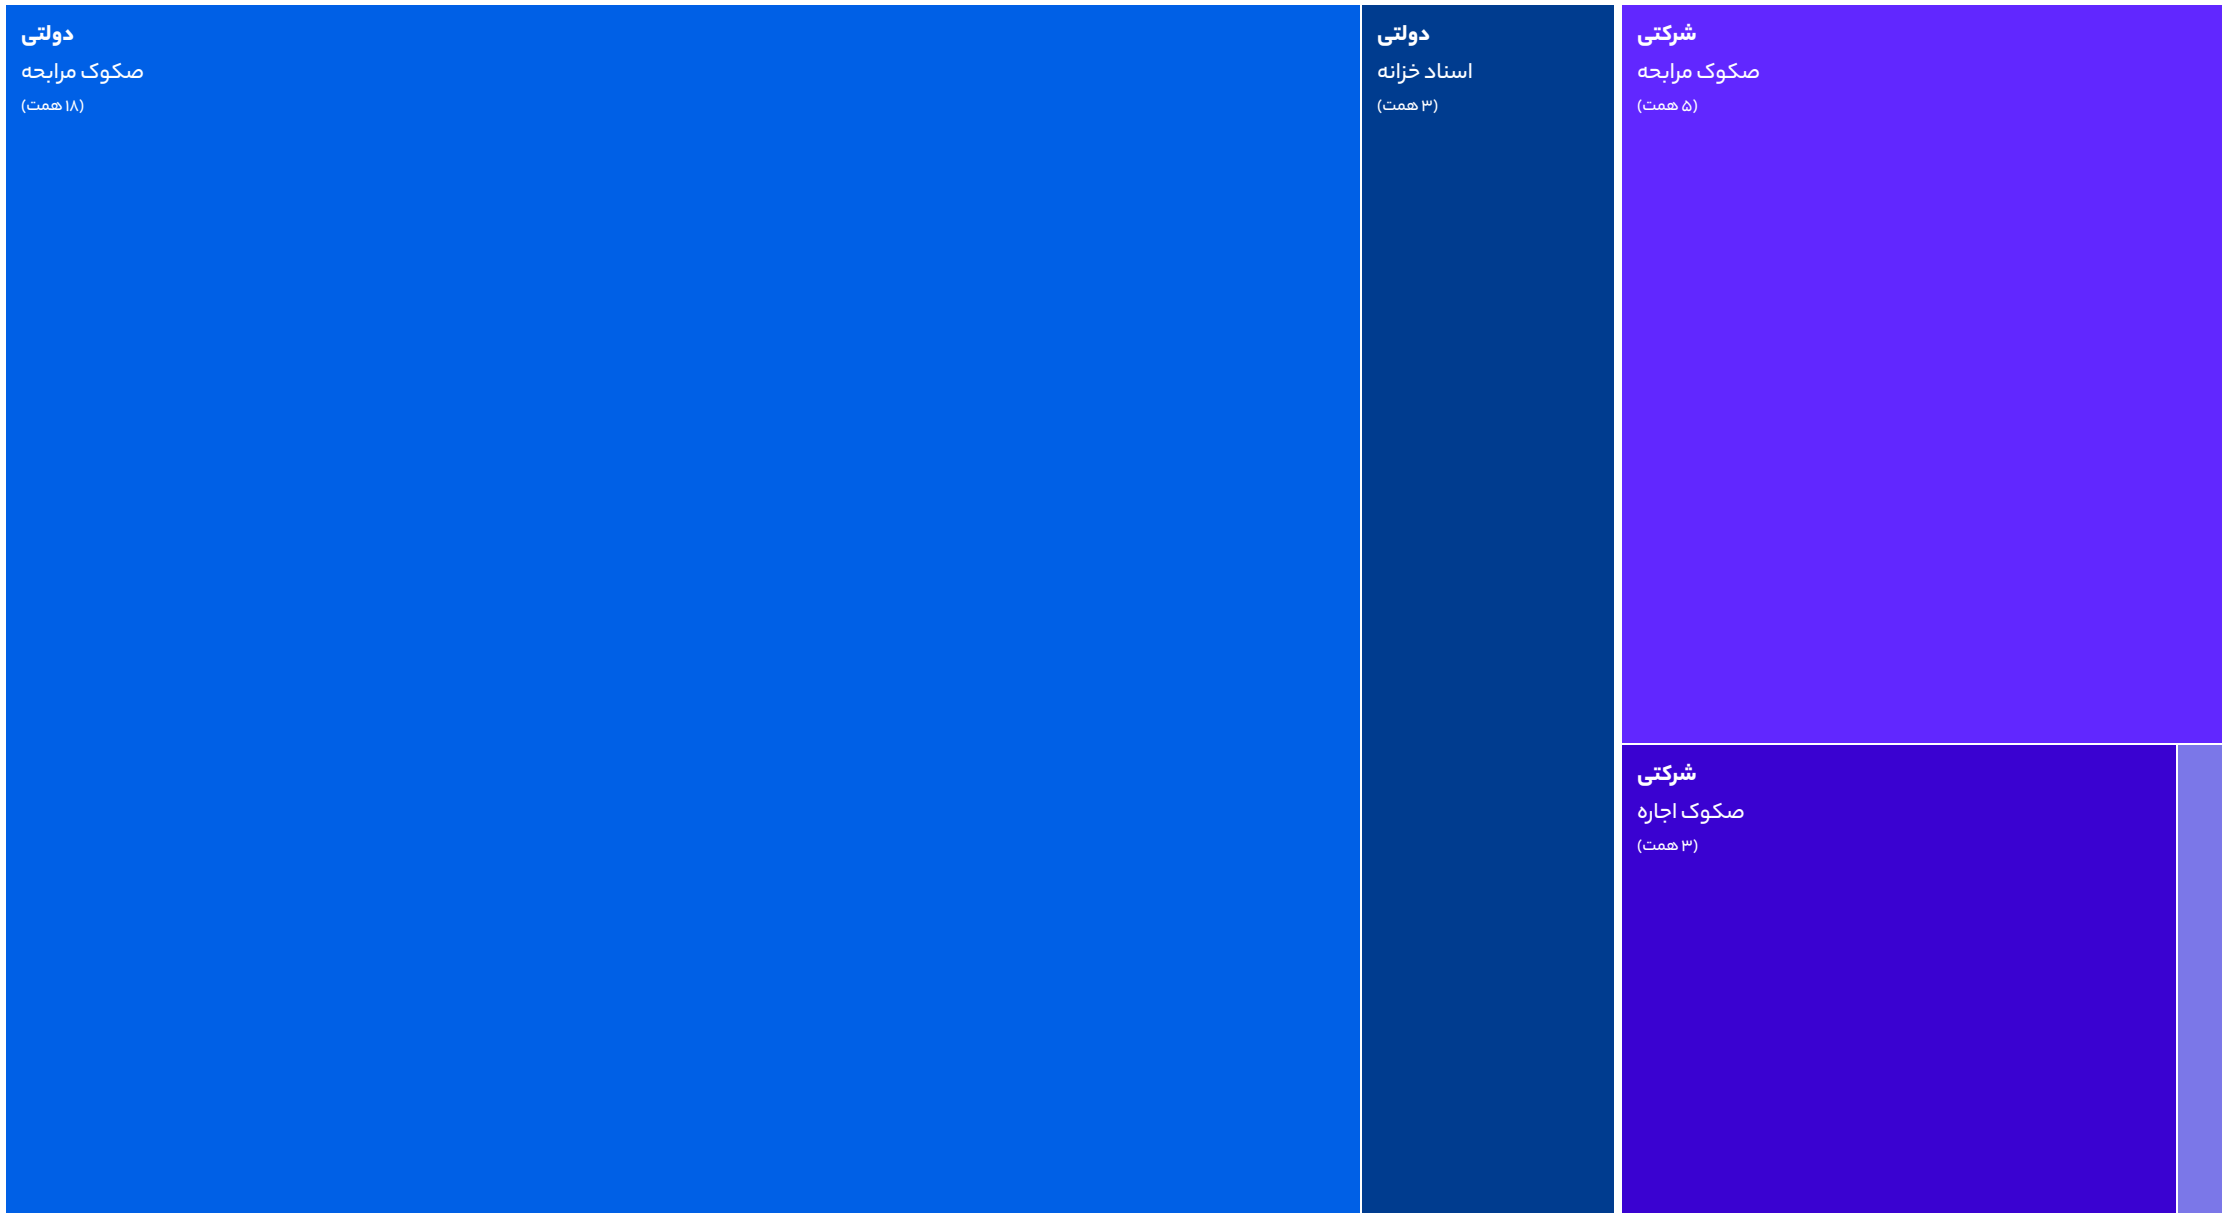 دولتی
صکوک مرابحه
(۱۸ همت)
دولتی
اسناد خزانه
(۳ همت)
شرکتی
صکوک مرابحه
(۵ همت)
شرکتی
صکوک اجاره
(۳ همت)